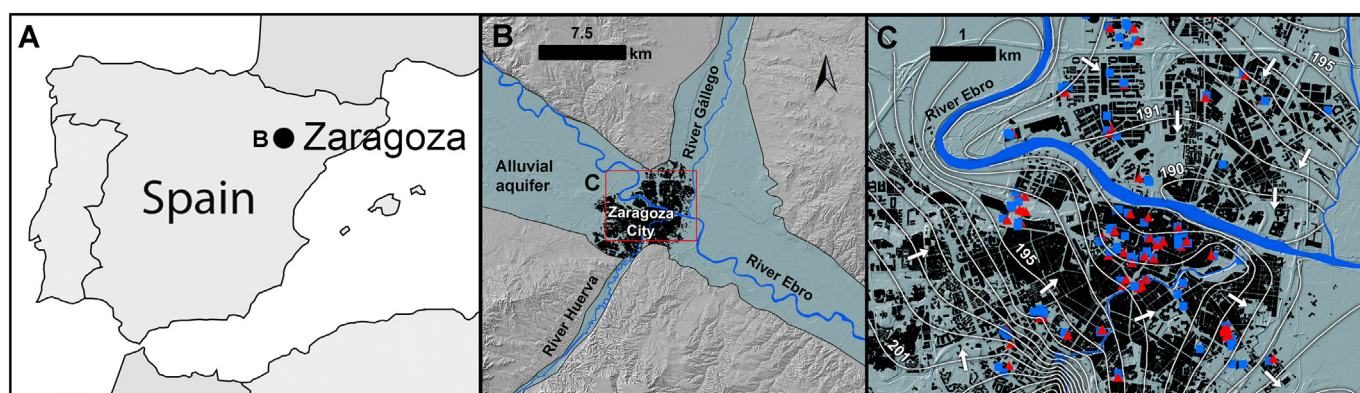 A
B
Zaragoza
Spain
B
7.5
km
River Gállego
Alluvial
aquifer
C
Zaragoza
City
River Ebro
River Huerva
C
1
km
River Ebro
195
191
190
195
201